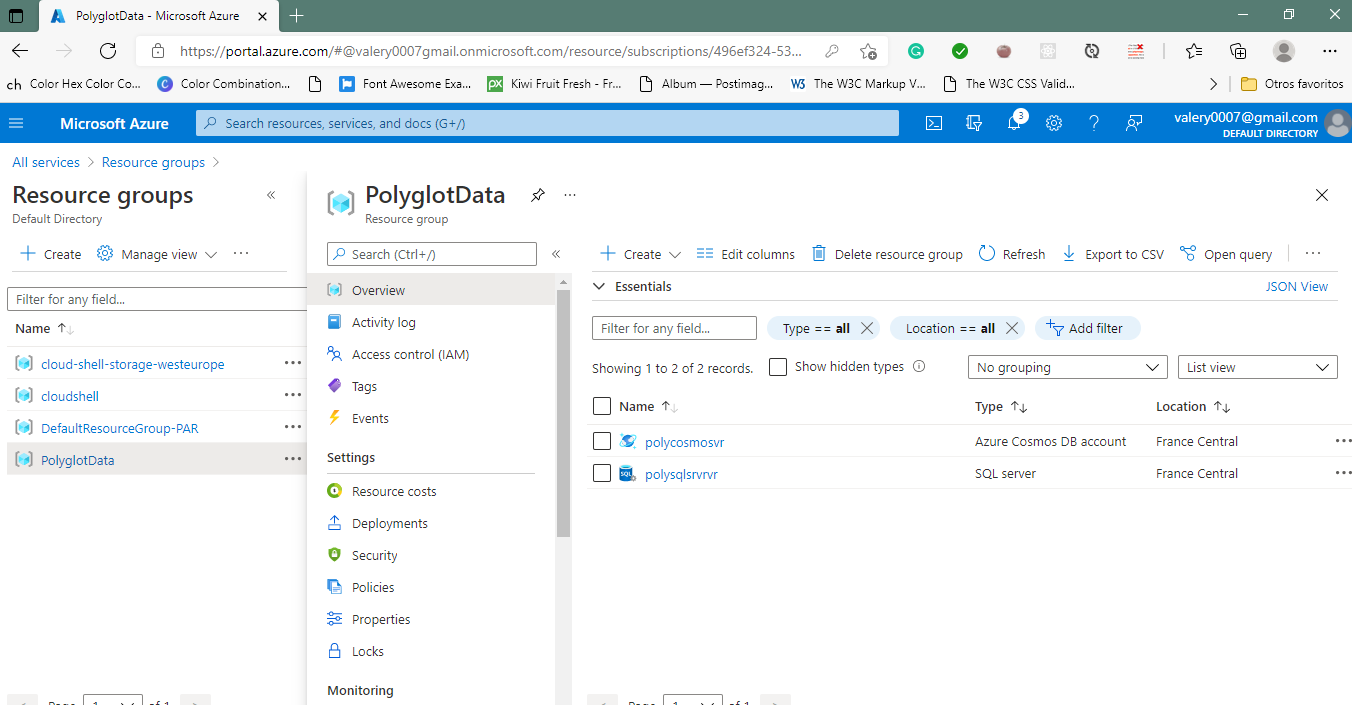 PolyglotData - Microsoft Azure
https://portal.azure.com/#@valery0007gmail.onmicrosoft.com/resource/subscriptions/496ef324-53...
ch Color Hex Color Co... Color Combination... Font Awesome Exa... Kiwi Fruit Fresh - Fr... Album — Postimag... The W3C Markup V... The W3C CSS Valid... Otros favoritos
Microsoft Azure
Search resources, services, and docs (G+/)
3
valery0007@gmail.com
DEFAULT DIRECTORY
All services > Resource groups >
Resource groups
Default Directory
Create Manage view ...
Filter for any field...
Name
cloud-shell-storage-westeurope
cloudshell
DefaultResourceGroup-PAR
PolyglotData
Page 1 of 1
PolyglotData
Resource group
Search (Ctrl+/)
Overview
Activity log
Access control (IAM)
Tags
Events
Settings
Resource costs
Deployments
Security
Policies
Properties
Locks
Monitoring
Create Edit columns Delete resource group Refresh Export to CSV Open query ...
Essentials JSON View
Filter for any field... Type == all Location == all Add filter
Showing 1 to 2 of 2 records. Show hidden types No grouping List view
Name Type Location
polycosmosvr Azure Cosmos DB account France Central
SQL polysqlsrvrvr SQL server France Central
Page 1 of 1